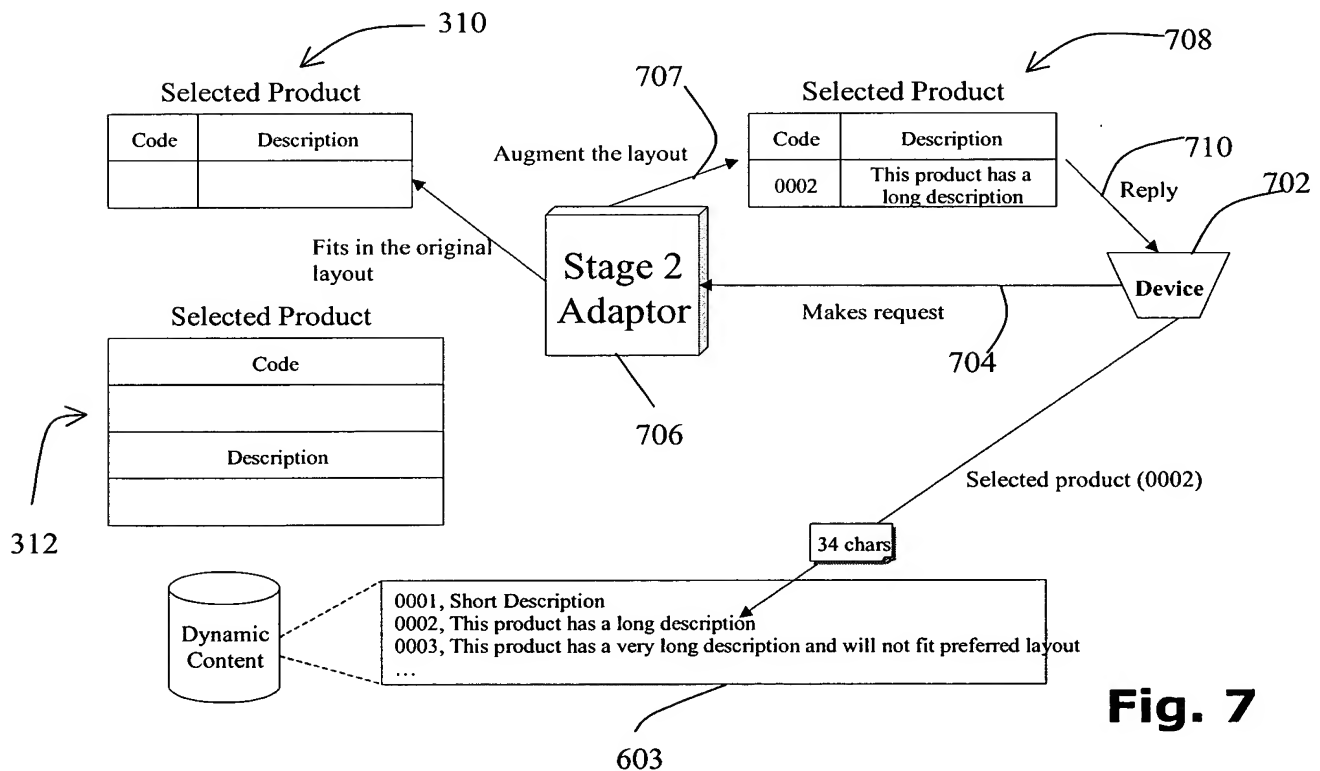 310
708
707
Selected Product
Selected Product
Code
Description
Code
Description
710
Augment the layout
0002
This product has a
long description
Reply
702
Fits in the original
layout
Stage 2
Adaptor
Device
Makes request
Selected Product
704
Code
706
Description
Selected product (0002)
312
34 chars
Dynamic
Content
0001, Short Description
0002, This product has a long description
0003, This product has a very long description and will not fit preferred layout
...
Fig. 7
603